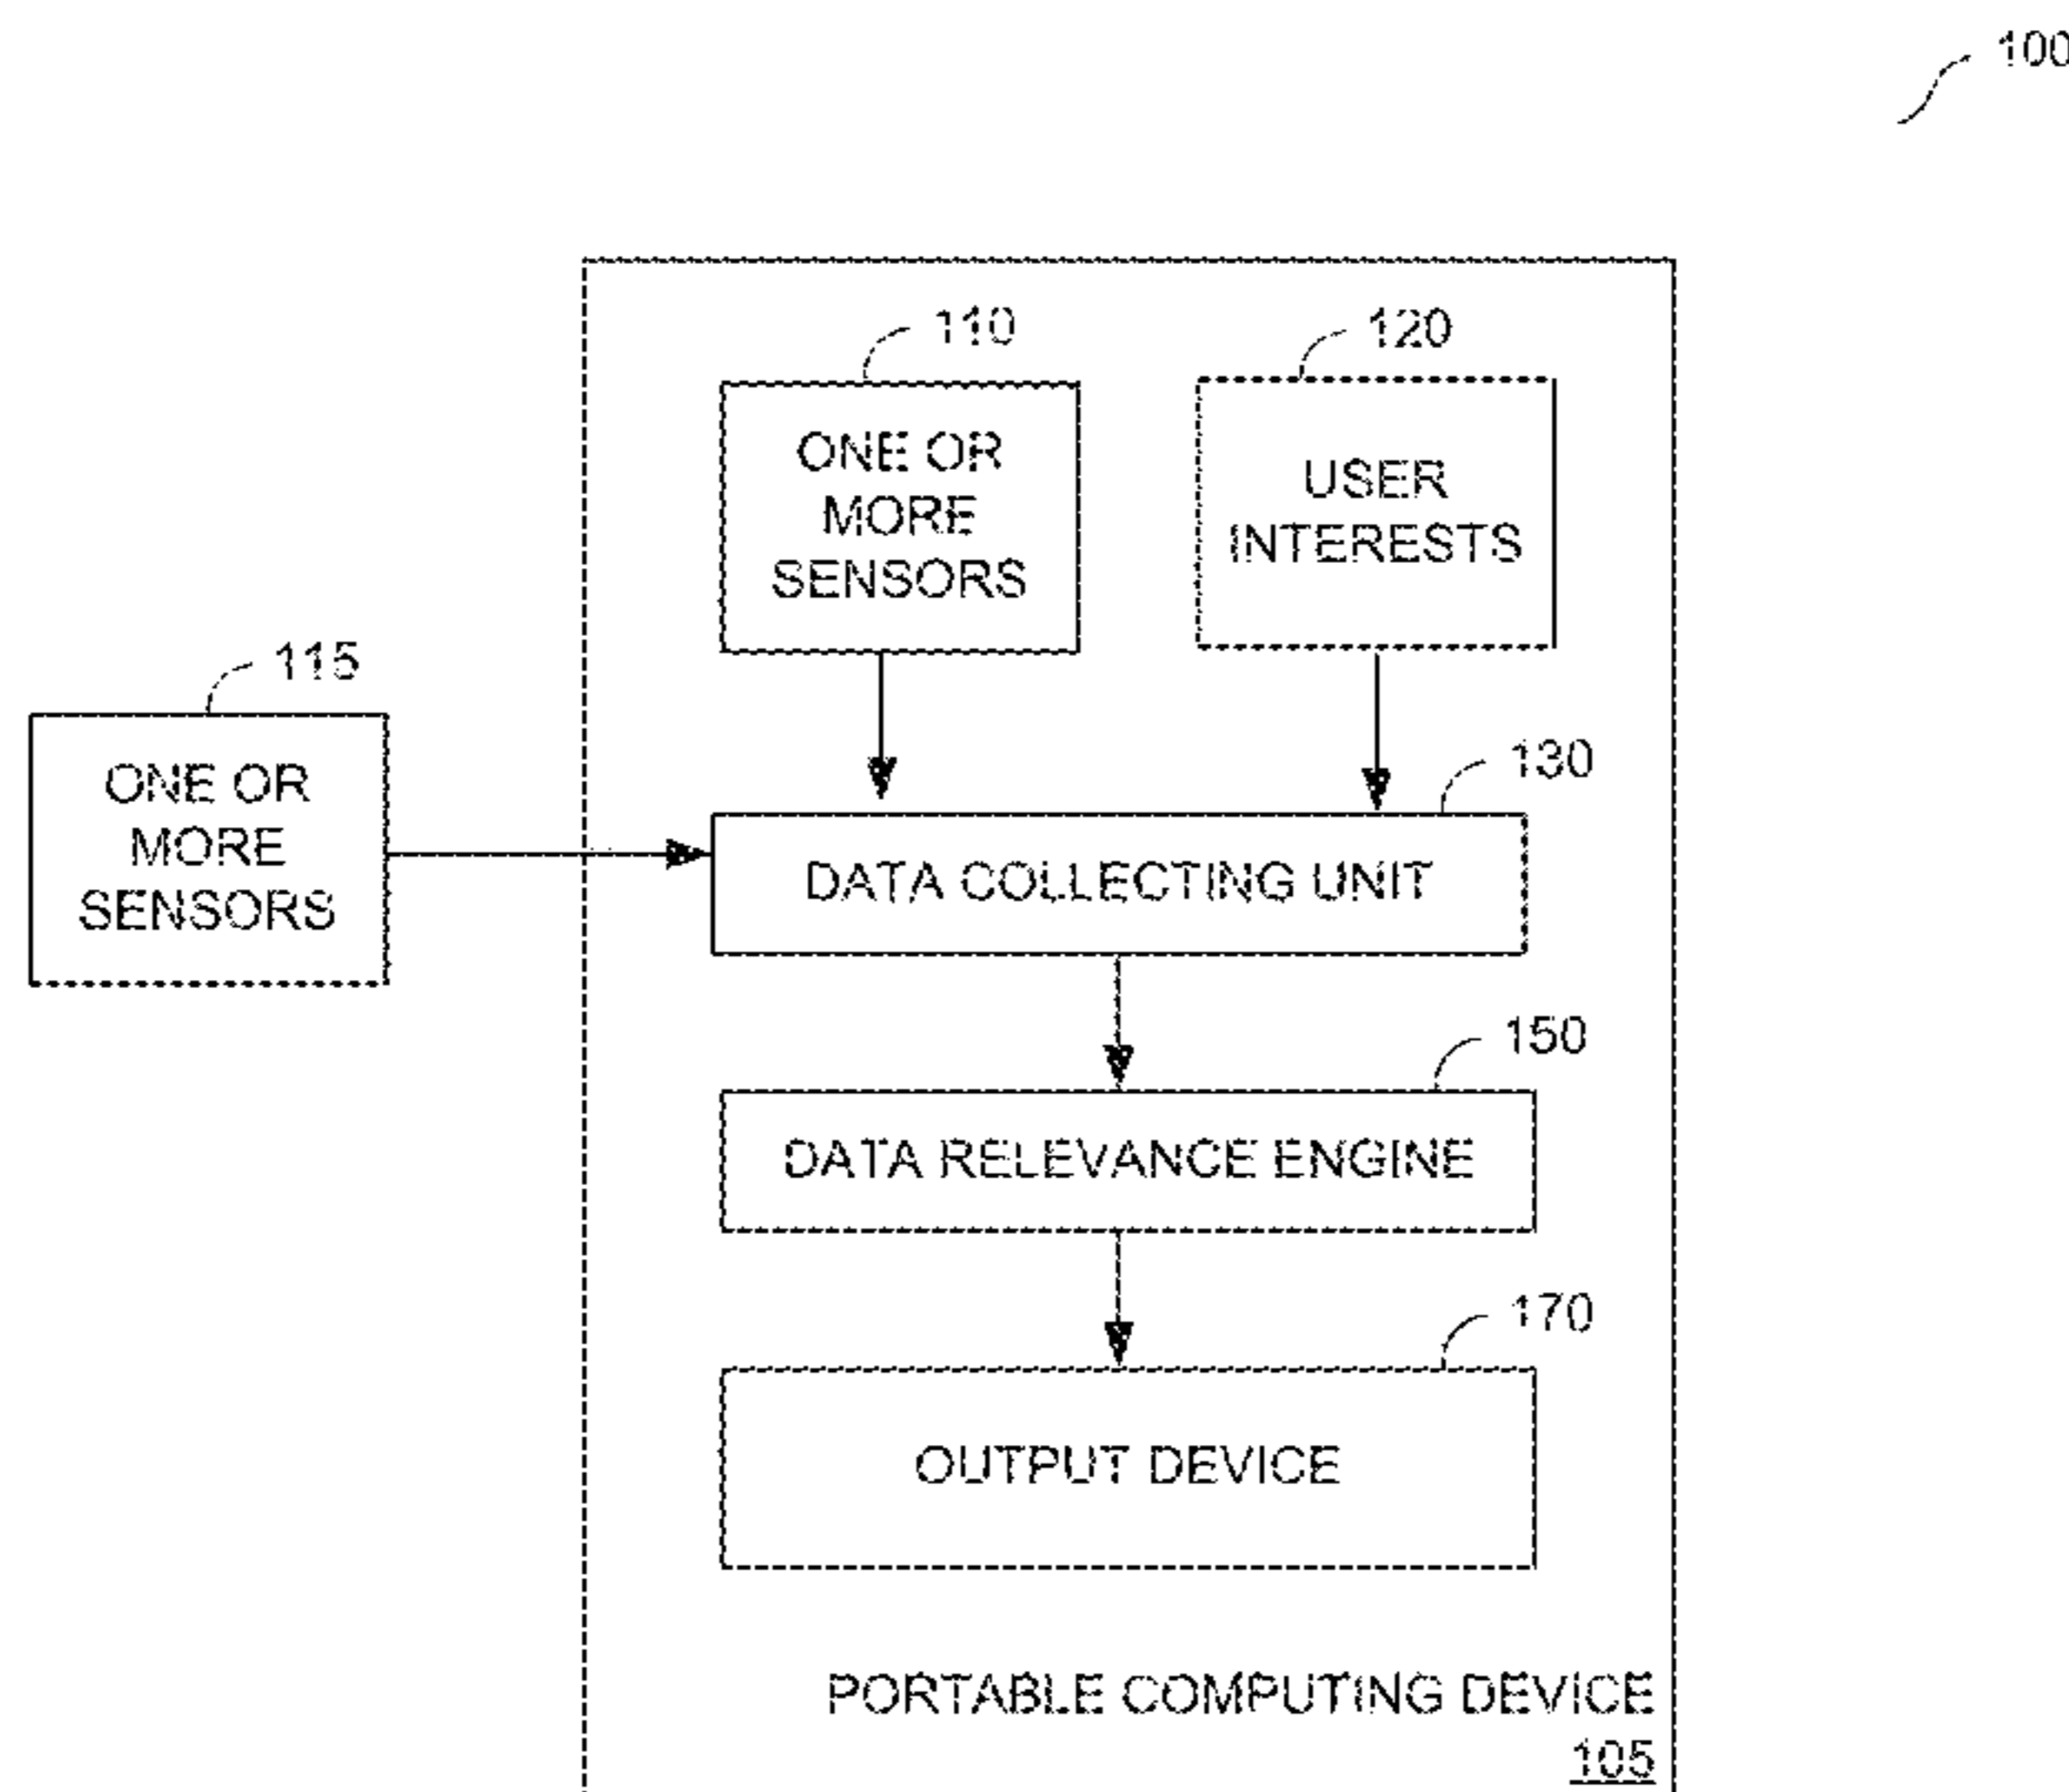 100
110
120
ONE OR
MORE
SENSORS
USER
INTERESTS
115
ONE OR
MORE
SENSORS
130
DATA COLLECTING UNIT
150
DATA RELEVANCE ENGINE
170
OUTPUT DEVICE
PORTABLE COMPUTING DEVICE
105